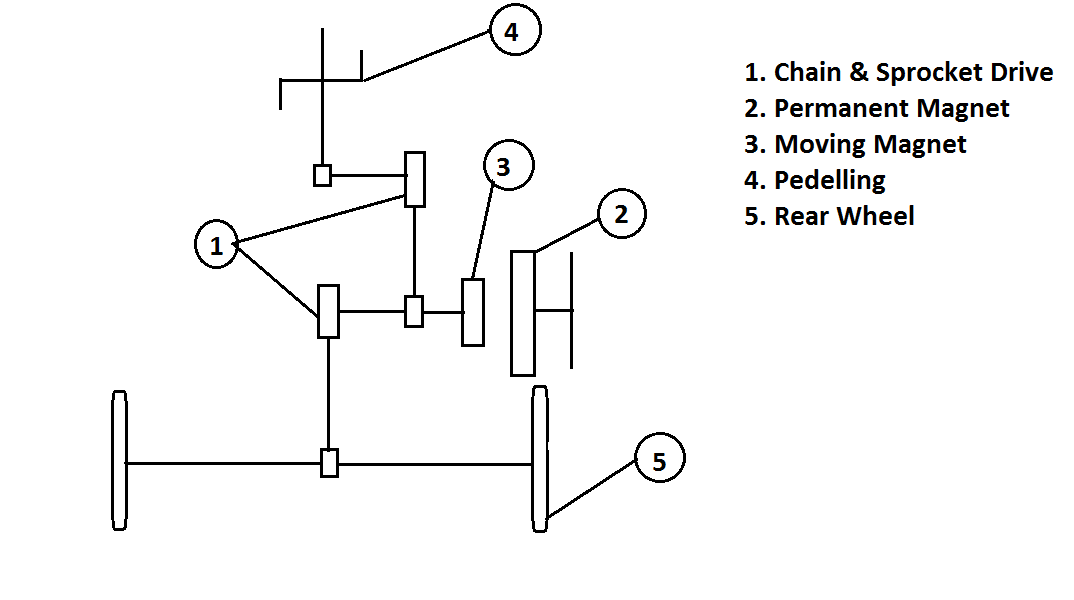 4
1. Chain & Sprocket Drive
2. Permanent Magnet
3. Moving Magnet
4. Pedelling
5. Rear Wheel
3
2
1
5